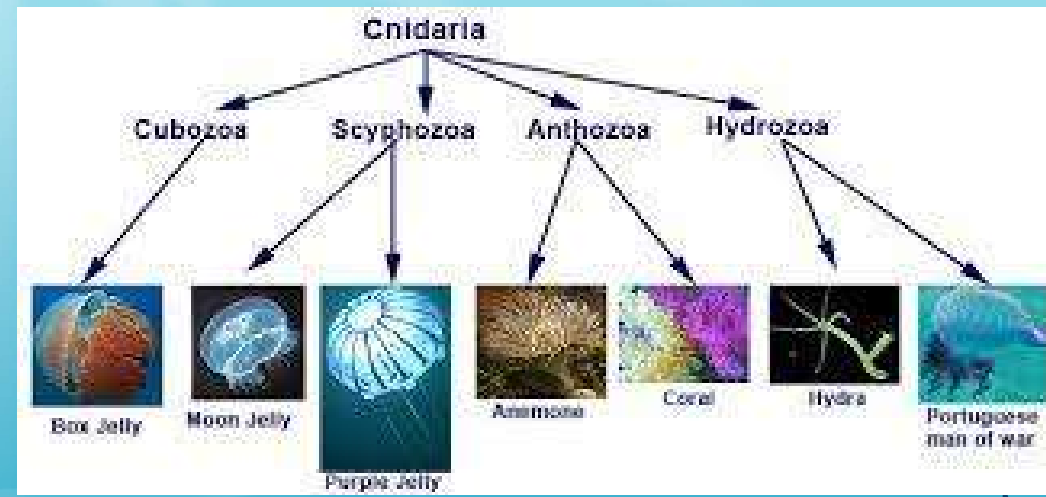 Cnidaria
Cubozoa Scyphozoa Anthozoa Hydrozoa
Box Jelly
Moon Jelly
Purple Jelly
Anemone
Coral
Hydra
Portuguese
man of war